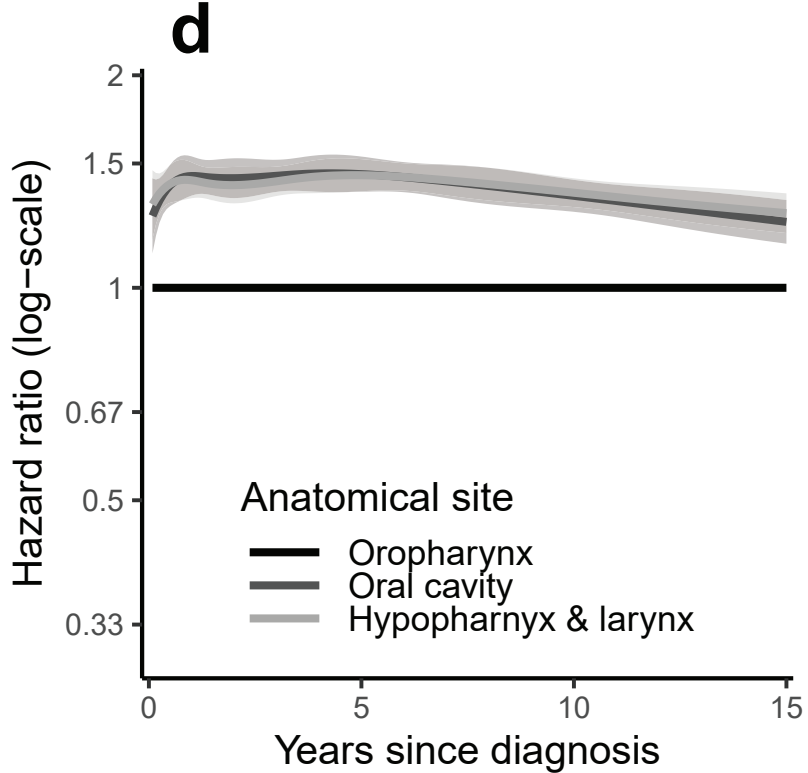 d
Hazard ratio (log−scale)
2
1.5
1
0.67
0.5
0.33
Anatomical site
Oropharynx
Oral cavity
Hypopharnyx & larynx
0 5 10 15
Years since diagnosis